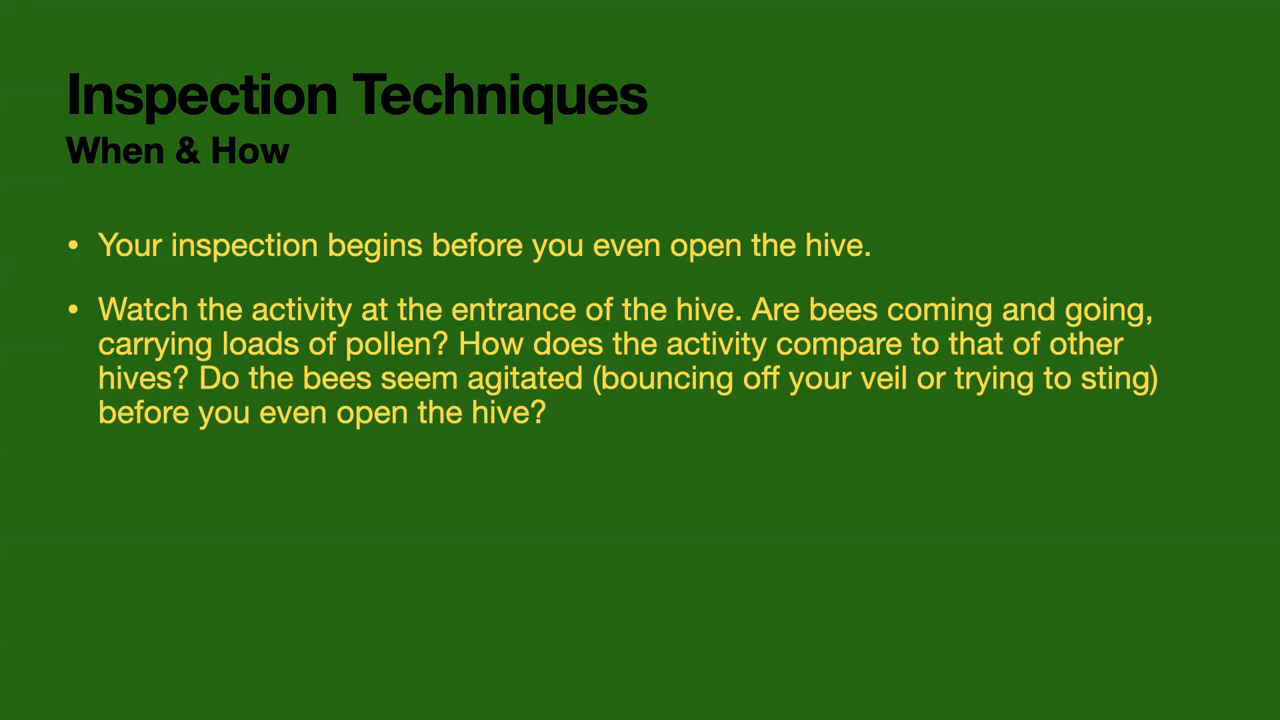 Inspection Techniques
When & How
• Your inspection begins before you even open the hive.
• Watch the activity at the entrance of the hive. Are bees coming and going,
carrying loads of pollen? How does the activity compare to that of other
hives? Do the bees seem agitated (bouncing off your veil or trying to sting)
before you even open the hive?